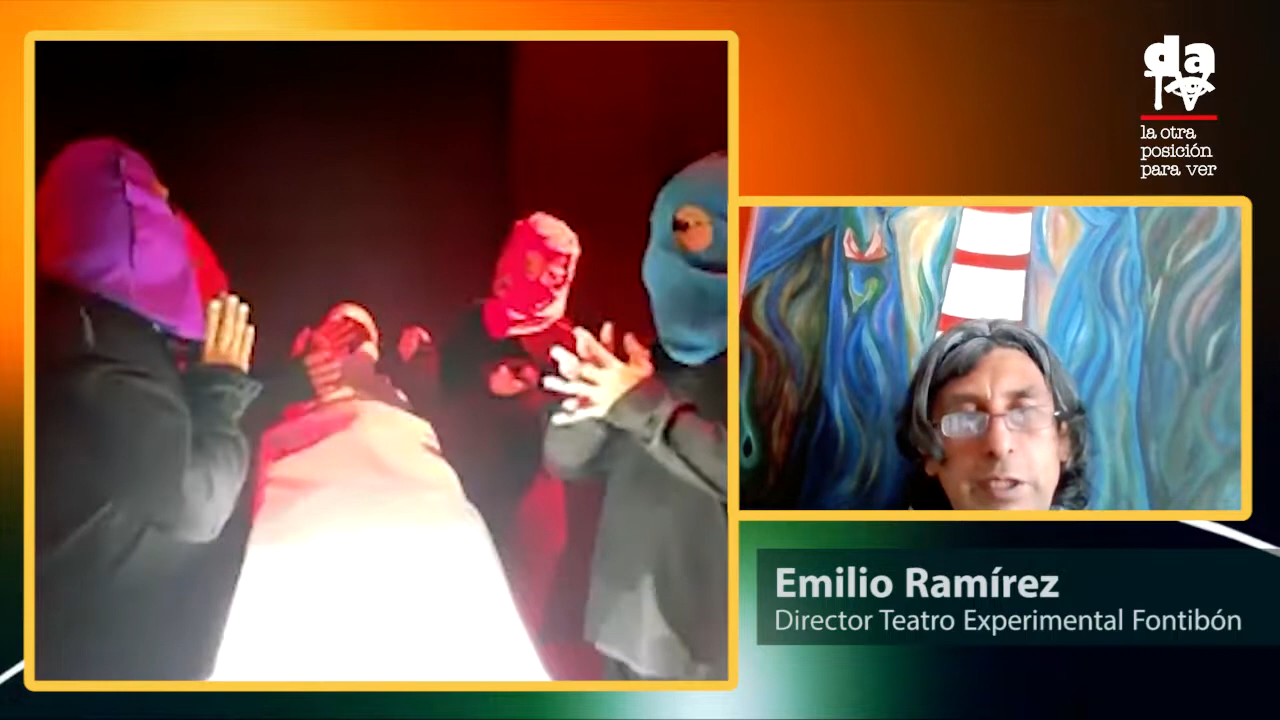 da
la otra
posición
para ver
Emilio Ramírez
Director Teatro Experimental Fontibón